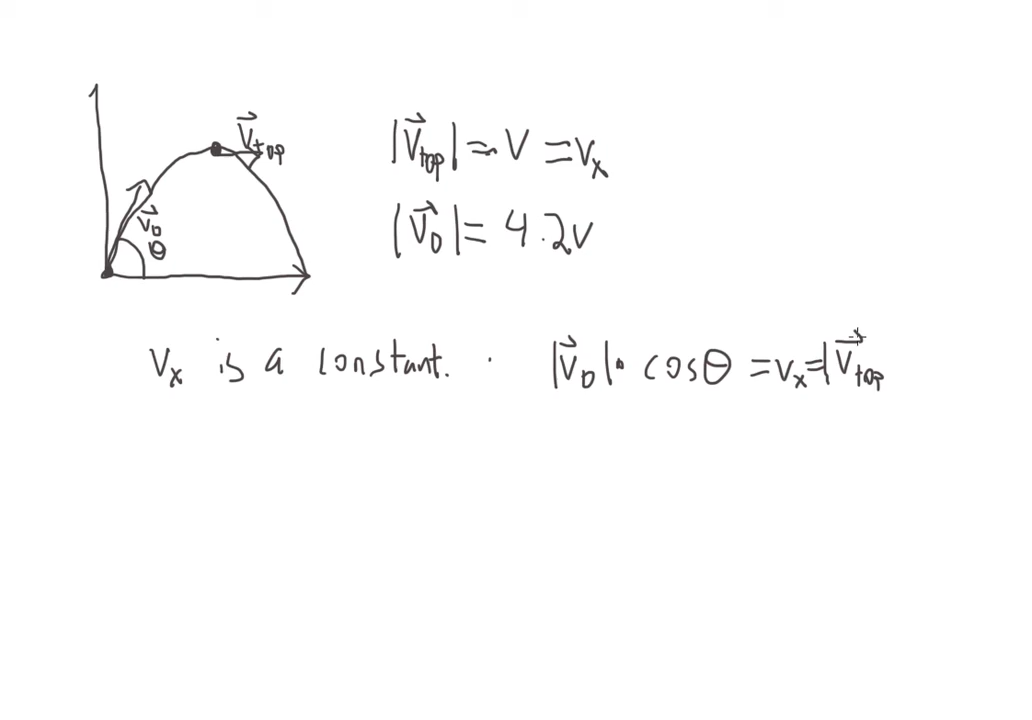 V⃗top
V⃗0
θ
|V⃗top| = V = Vx
|V⃗0| = 4.2v
Vx is a constant. · |V⃗0| · cosθ = Vx = |V⃗top